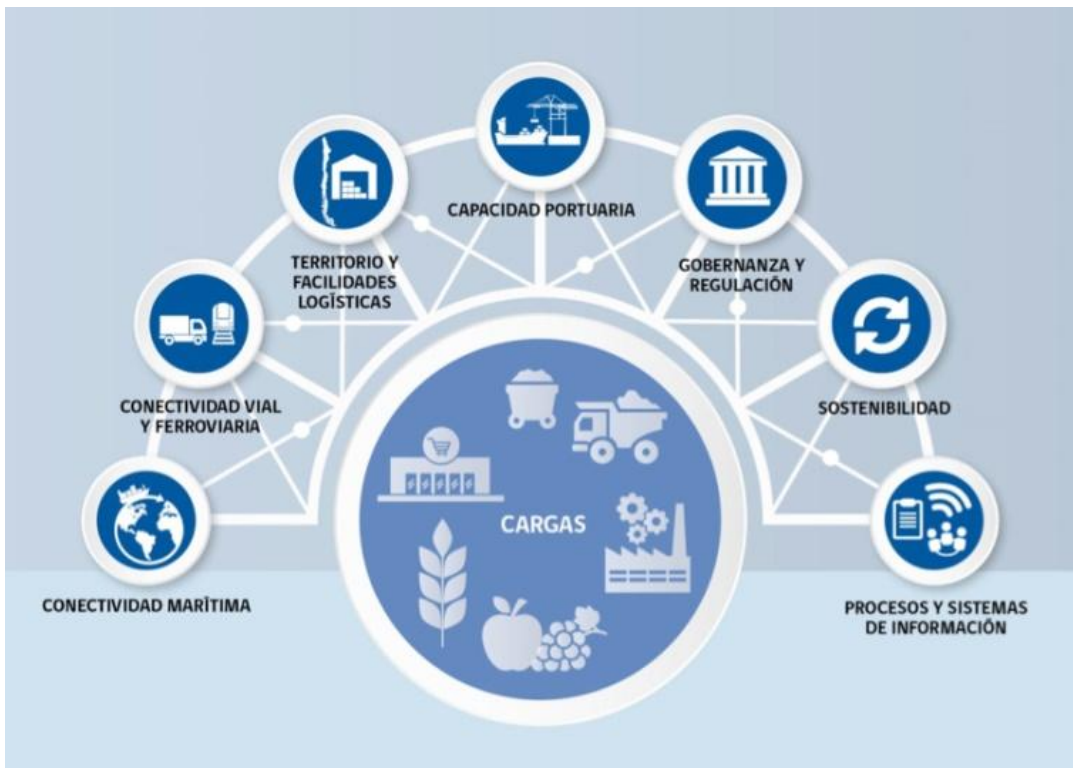 CAPACIDAD PORTUARIA
TERRITORIO Y
FACILIDADES
LOGÍSTICAS
GOBERNANZA Y
REGULACIÓN
CONECTIVIDAD VIAL
Y FERROVIARIA
SOSTENIBILIDAD
CARGAS
CONECTIVIDAD MARÍTIMA
PROCESOS Y SISTEMAS
DE INFORMACIÓN